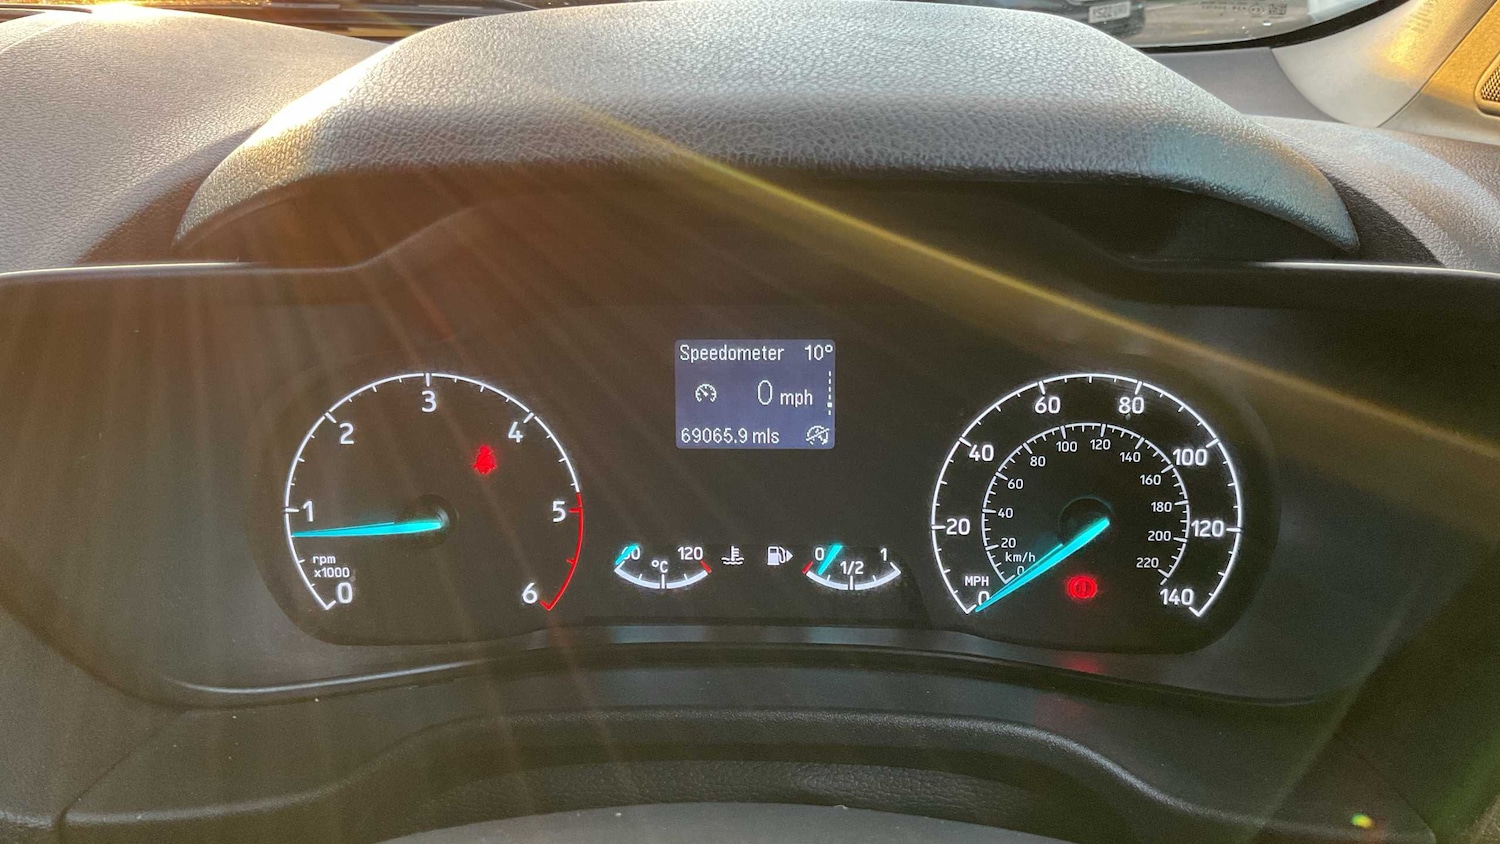 Speedometer 10°
0 mph
69065.9 mls
0 1 2 3 4 5 6
rpm
x1000
60 °C 120
0 1/2 1
0 20 40 60 80 100 120 140
MPH
0 20 40 60 80 100 120 140 160 180 200 220
km/h